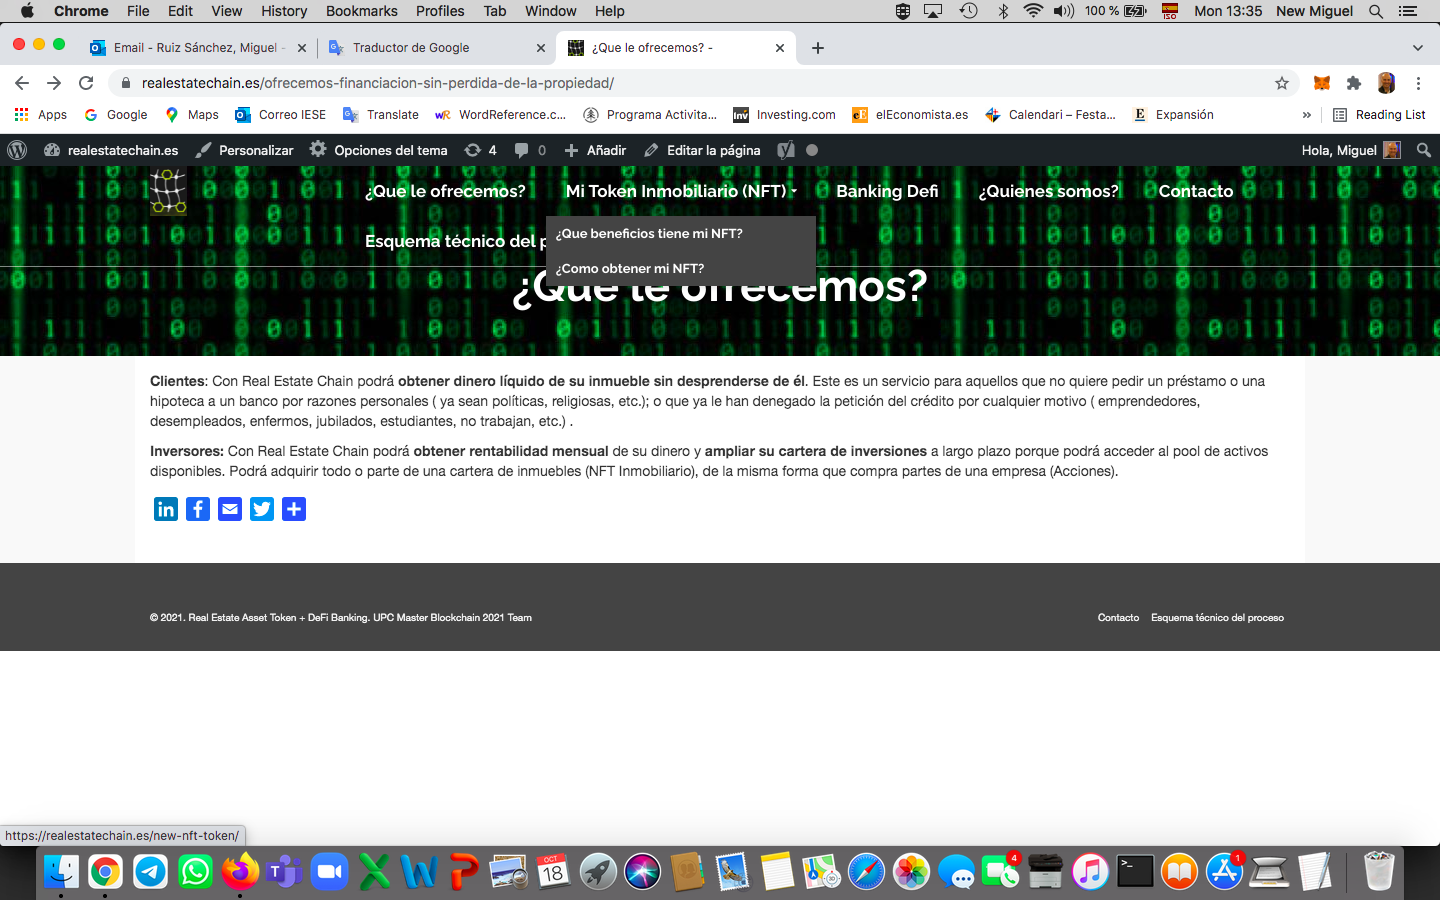 Chrome File Edit View History Bookmarks Profiles Tab Window Help 100 % ISO Mon 13:35 New Miguel
Email - Ruiz Sánchez, Miguel - Traductor de Google ¿Que le ofrecemos? -
realestatechain.es/ofrecemos-financiacion-sin-perdida-de-la-propiedad/
Apps Google Maps Correo IESE Translate WordReference.c... Programa Activita... Investing.com elEconomista.es Calendari – Festa... Expansión » Reading List
realestatechain.es Personalizar Opciones del tema 4 0 Añadir Editar la página Hola, Miguel
¿Que le ofrecemos? Mi Token Inmobiliario (NFT) Banking Defi ¿Quienes somos? Contacto
¿Que beneficios tiene mi NFT?
Esquema técnico del p
¿Como obtener mi NFT?
¿Que le ofrecemos?
Clientes: Con Real Estate Chain podrá obtener dinero líquido de su inmueble sin desprenderse de él. Este es un servicio para aquellos que no quiere pedir un préstamo o una
hipoteca a un banco por razones personales ( ya sean políticas, religiosas, etc.); o que ya le han denegado la petición del crédito por cualquier motivo ( emprendedores,
desempleados, enfermos, jubilados, estudiantes, no trabajan, etc.) .
Inversores: Con Real Estate Chain podrá obtener rentabilidad mensual de su dinero y ampliar su cartera de inversiones a largo plazo porque podrá acceder al pool de activos
disponibles. Podrá adquirir todo o parte de una cartera de inmuebles (NFT Inmobiliario), de la misma forma que compra partes de una empresa (Acciones).
© 2021. Real Estate Asset Token + DeFi Banking. UPC Master Blockchain 2021 Team Contacto Esquema técnico del proceso
https://realestatechain.es/new-nft-token/
OCT
18
4
1